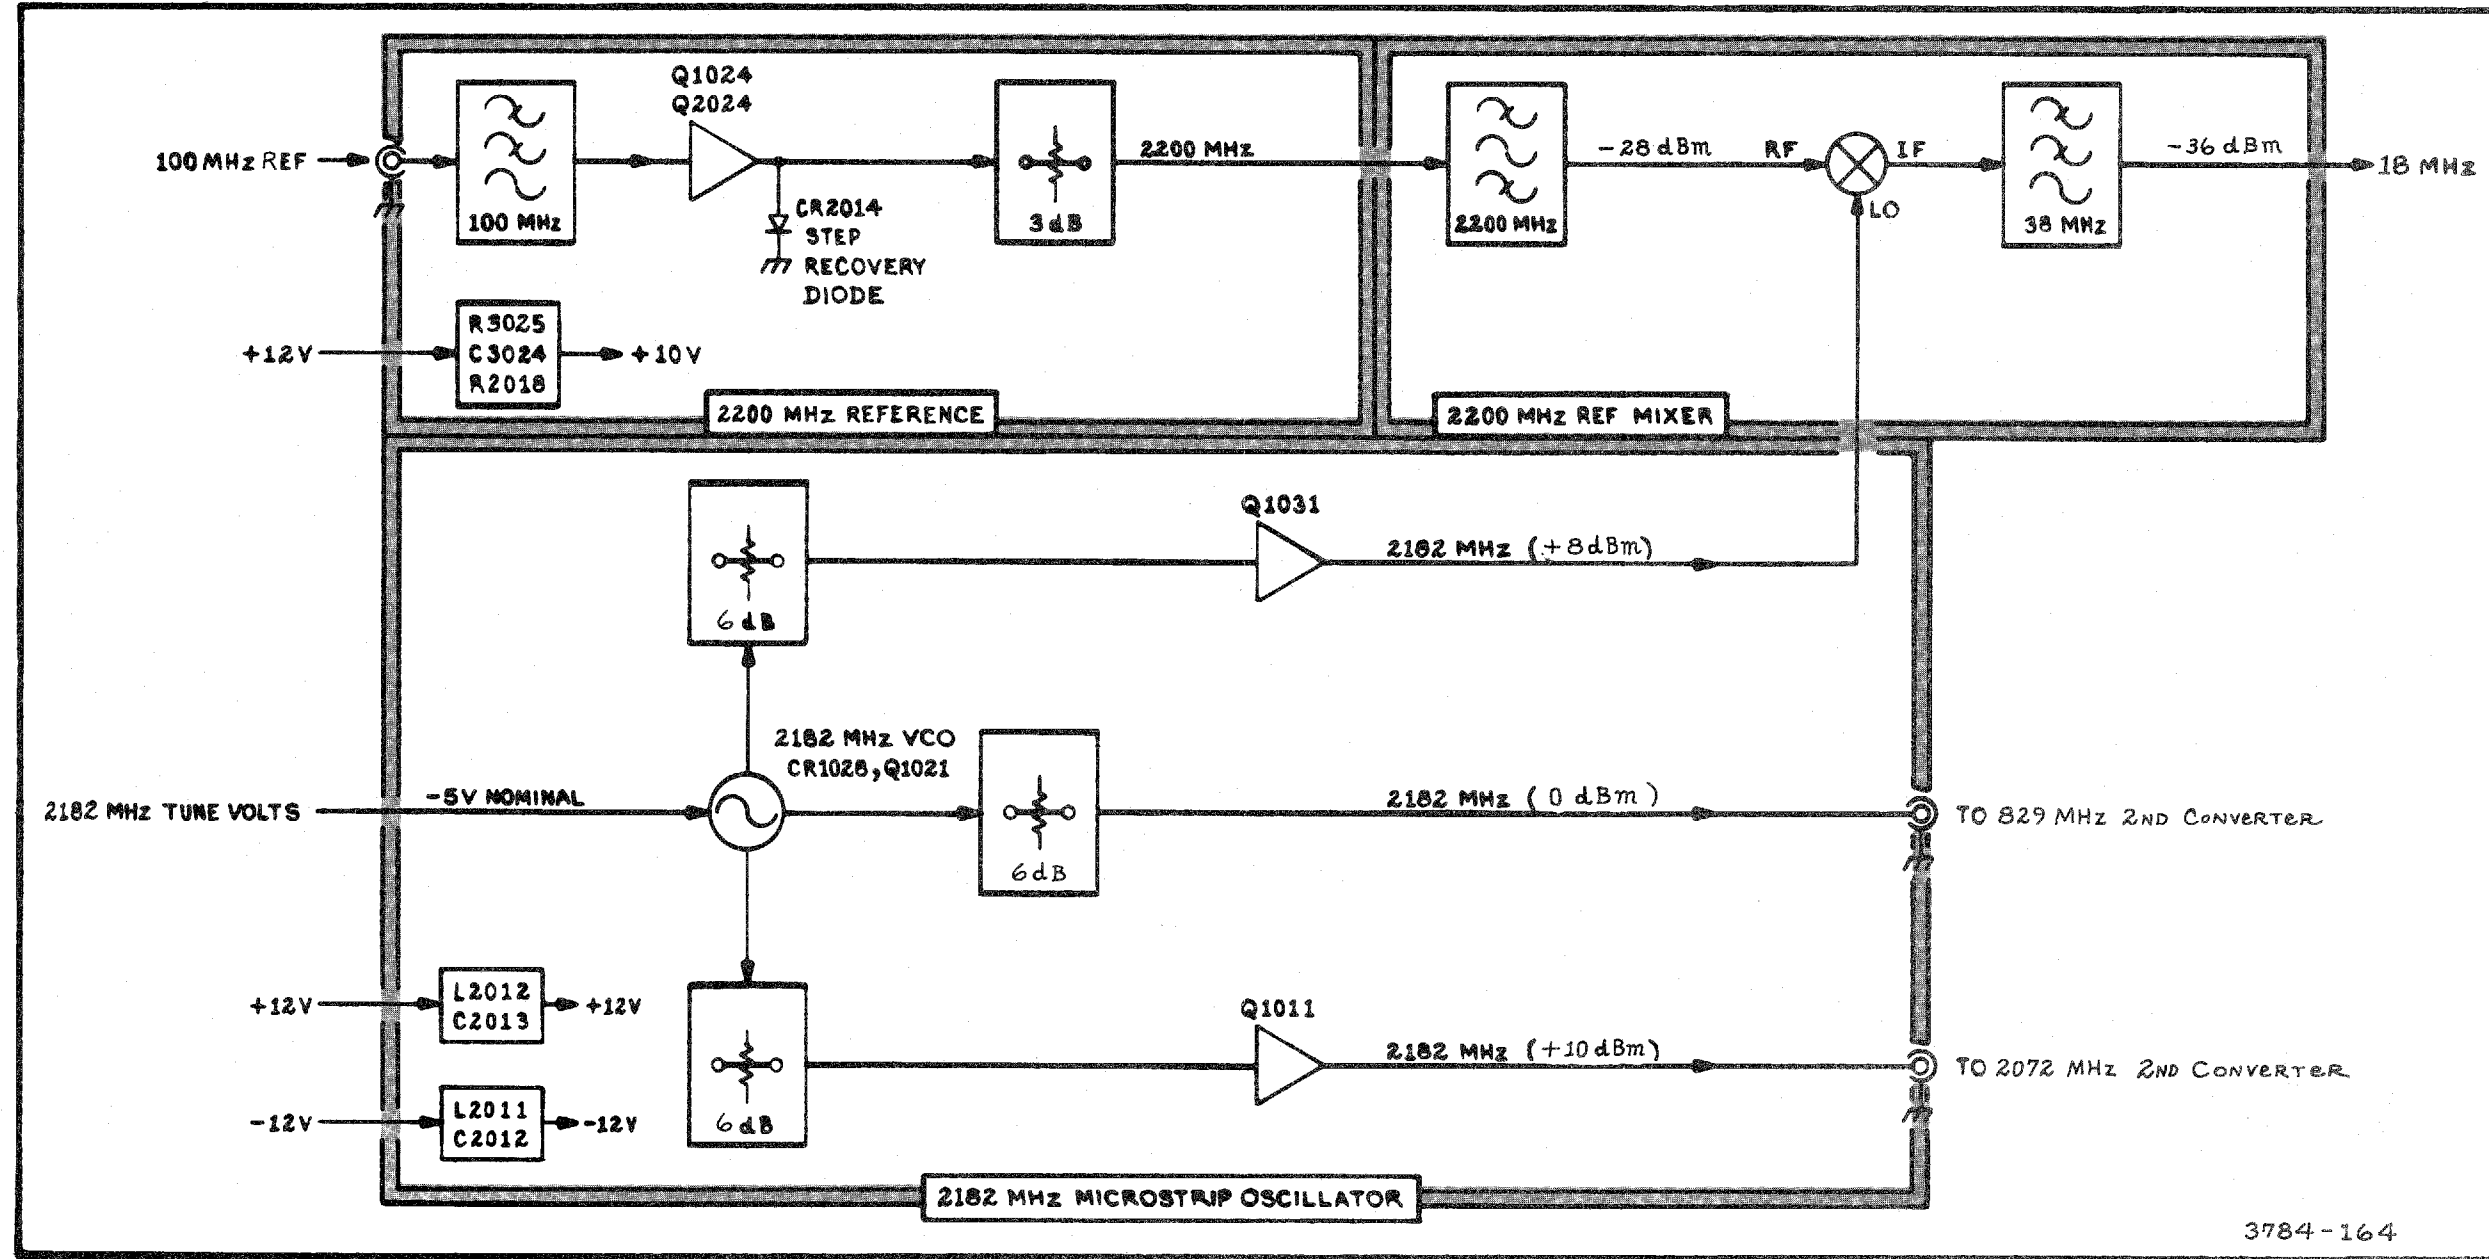 Q1024
Q2024
100 MHz REF
100 MHz
CR2014
STEP
RECOVERY
DIODE
3dB
2200 MHz
2200 MHz
-28 dBm
RF
IF
LO
38 MHz
-36 dBm
18 MHz
+12V
R3025
C3024
R2018
+10V
2200 MHz REFERENCE
2200 MHz REF MIXER
6 dB
Q1031
2182 MHz (+8dBm)
2182 MHz TUNE VOLTS
-5V NOMINAL
2182 MHz VCO
CR1028, Q1021
6dB
2182 MHz (0 dBm)
TO 829 MHz 2ND CONVERTER
+12V
L2012
C2013
+12V
-12V
L2011
C2012
-12V
6 dB
Q1011
2182 MHz (+10dBm)
TO 2072 MHz 2ND CONVERTER
2182 MHz MICROSTRIP OSCILLATOR
3784-164